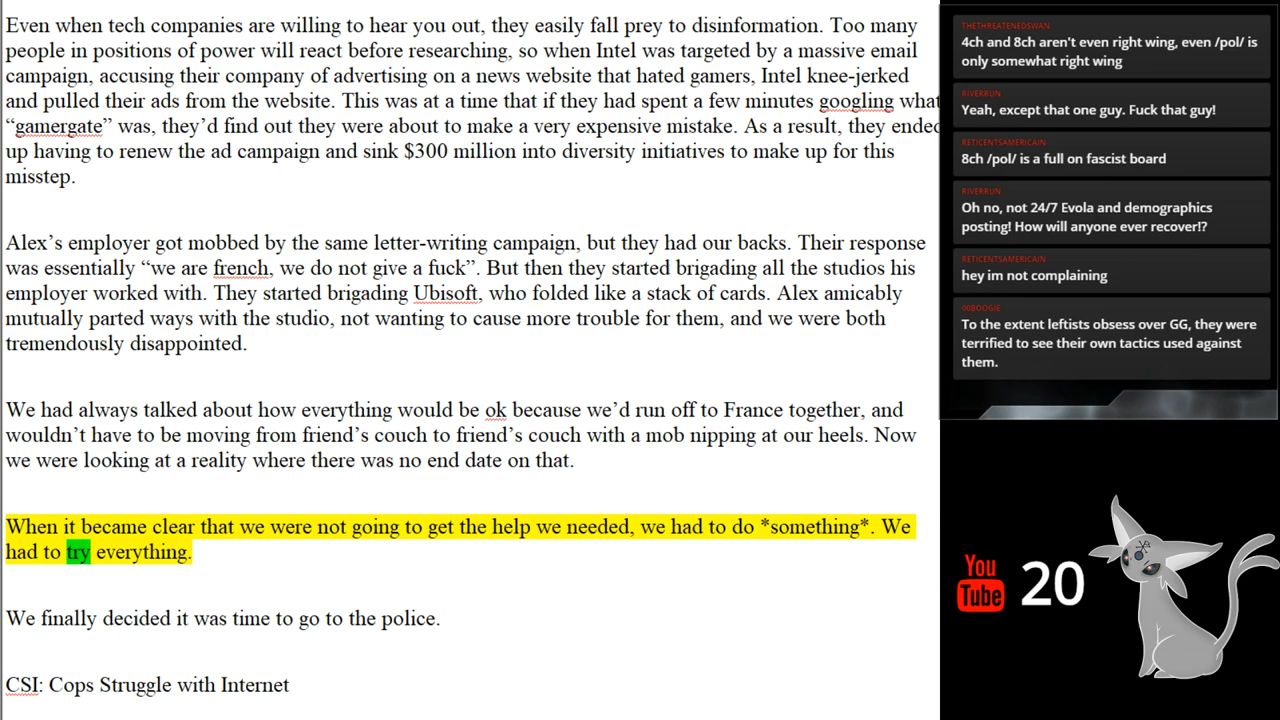 Even when tech companies are willing to hear you out, they easily fall prey to disinformation. Too many
people in positions of power will react before researching, so when Intel was targeted by a massive email
campaign, accusing their company of advertising on a news website that hated gamers, Intel knee-jerked
and pulled their ads from the website. This was at a time that if they had spent a few minutes googling what
“gamergate” was, they’d find out they were about to make a very expensive mistake. As a result, they ended
up having to renew the ad campaign and sink $300 million into diversity initiatives to make up for this
misstep.
Alex’s employer got mobbed by the same letter-writing campaign, but they had our backs. Their response
was essentially “we are french, we do not give a fuck”. But then they started brigading all the studios his
employer worked with. They started brigading Ubisoft, who folded like a stack of cards. Alex amicably
mutually parted ways with the studio, not wanting to cause more trouble for them, and we were both
tremendously disappointed.
We had always talked about how everything would be ok because we’d run off to France together, and
wouldn’t have to be moving from friend’s couch to friend’s couch with a mob nipping at our heels. Now
we were looking at a reality where there was no end date on that.
When it became clear that we were not going to get the help we needed, we had to do *something*. We
had to try everything.
We finally decided it was time to go to the police.
CSI: Cops Struggle with Internet
THETHREATENEDSWAN
4ch and 8ch aren't even right wing, even /pol/ is
only somewhat right wing
RIVERRUN
Yeah, except that one guy. Fuck that guy!
RETICENTSAMERICAIN
8ch /pol/ is a full on fascist board
RIVERRUN
Oh no, not 24/7 Evola and demographics
posting! How will anyone ever recover!?
RETICENTSAMERICAIN
hey im not complaining
00BOOGIE
To the extent leftists obsess over GG, they were
terrified to see their own tactics used against
them.
You
Tube
20